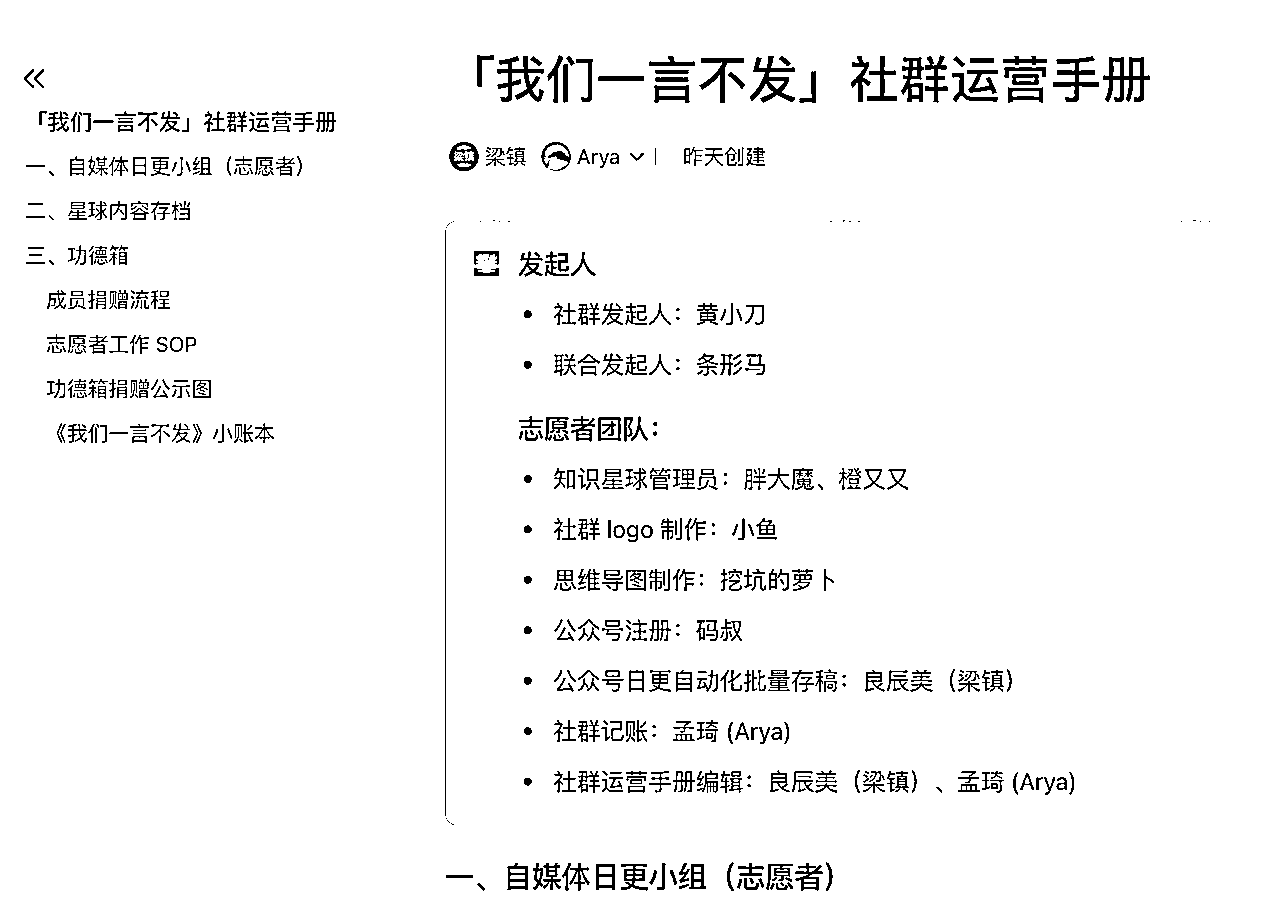 「我们一言不发」社群运营手册
一、自媒体日更小组（志愿者）
二、星球内容存档
三、功德箱
成员捐赠流程
志愿者工作 SOP
功德箱捐赠公示图
《我们一言不发》小账本
「我们一言不发」社群运营手册
梁镇 Arya 昨天创建
发起人
• 社群发起人：黄小刀
• 联合发起人：条形马
志愿者团队：
• 知识星球管理员：胖大魔、橙又又
• 社群 logo 制作：小鱼
• 思维导图制作：挖坑的萝卜
• 公众号注册：码叔
• 公众号日更自动化批量存稿：良辰美（梁镇）
• 社群记账：孟琦 (Arya)
• 社群运营手册编辑：良辰美（梁镇）、孟琦 (Arya)
一、自媒体日更小组（志愿者）